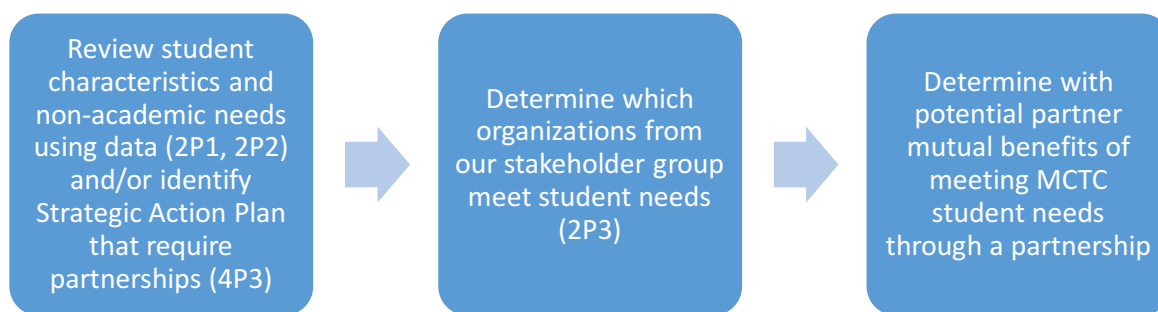 Review student
characteristics and
non-academic needs
using data (2P1, 2P2)
and/or identify
Strategic Action Plan
that require
partnerships (4P3)
Determine which
organizations from
our stakeholder group
meet student needs
(2P3)
Determine with
potential partner
mutual benefits of
meeting MCTC
student needs
through a partnership